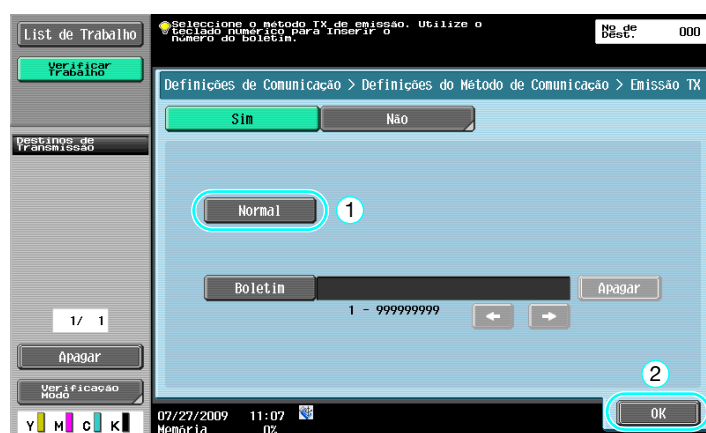 List de Trabalho
Verificar
Trabalho
Destinos de
Transmissão
1/ 1
Apagar
Verificação
Modo
Y M C K
Seleccione o método TX de emissão. Utilize o
teclado numérico para Inserir o
número do boletim.
No de
Dest. 000
Definições de Comunicação > Definições do Método de Comunicação > Emissão TX
Sim
Não
Normal
1
Boletim
Apagar
1 - 999999999
← →
2
OK
07/27/2009 11:07
Memória 0%